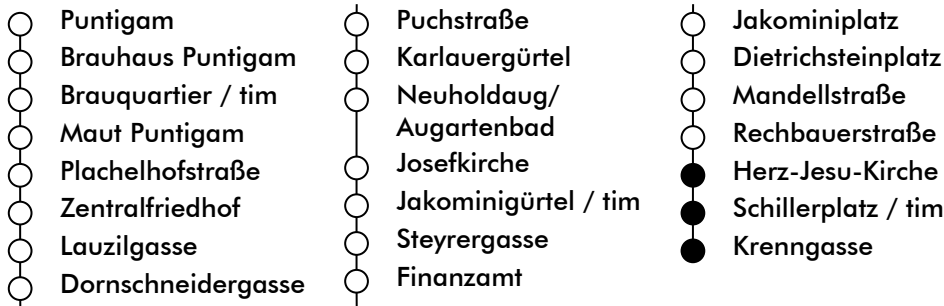 Puntigam
Brauhaus Puntigam
Brauquartier / tim
Maut Puntigam
Plachelhofstraße
Zentralfriedhof
Lauzilgasse
Dornschneidergasse
Puchstraße
Karlauergürtel
Neuholdaug/
Augartenbad
Josefkirche
Jakominigürtel / tim
Steyrergasse
Finanzamt
Jakominiplatz
Dietrichsteinplatz
Mandellstraße
Rechbauerstraße
Herz-Jesu-Kirche
Schillerplatz / tim
Krenngasse